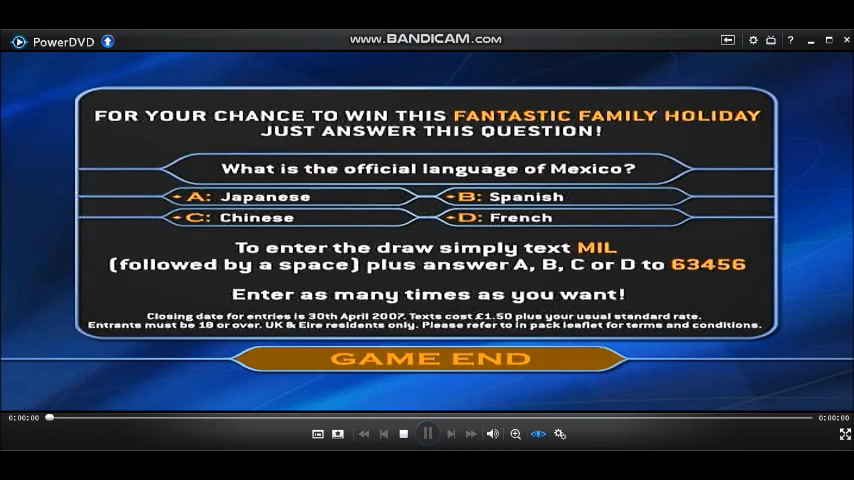 PowerDVD
www.BANDICAM.com
?
FOR YOUR CHANCE TO WIN THIS FANTASTIC FAMILY HOLIDAY
JUST ANSWER THIS QUESTION!
What is the official language of Mexico?
A: Japanese
B: Spanish
C: Chinese
D: French
To enter the draw simply text MIL
(followed by a space) plus answer A, B, C or D to 63456
Enter as many times as you want!
Closing date for entries is 30th April 2007. Texts cost £1.50 plus your usual standard rate.
Entrants must be 18 or over. UK & Eire residents only. Please refer to in pack leaflet for terms and conditions.
GAME END
0:00:00
0:00:00